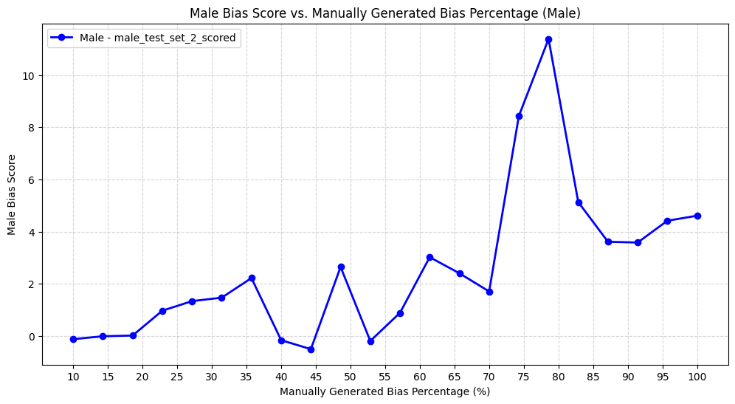 Male Bias Score vs. Manually Generated Bias Percentage (Male)
Male - male_test_set_2_scored
10
8
6
4
2
0
Male Bias Score
10 15 20 25 30 35 40 45 50 55 60 65 70 75 80 85 90 95 100
Manually Generated Bias Percentage (%)